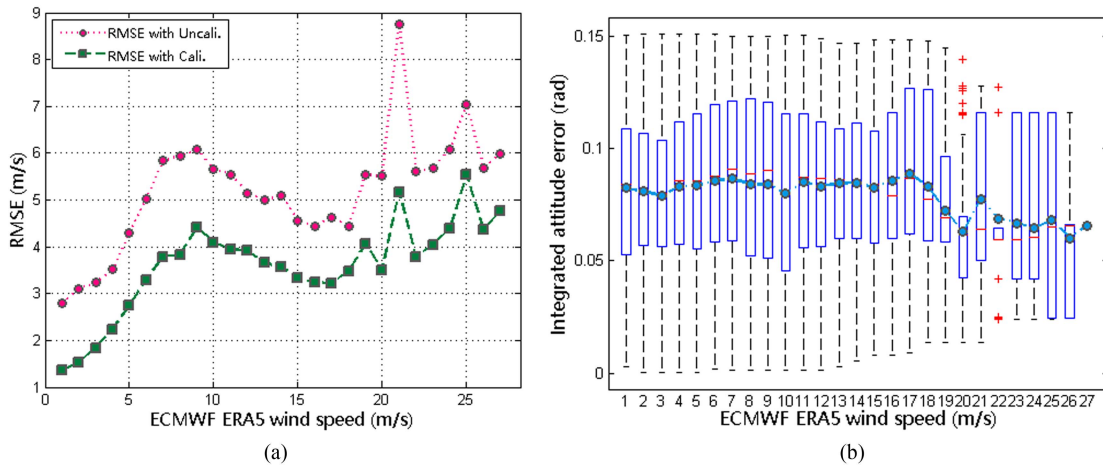 RMSE with Uncali.
RMSE with Cali.
9
8
7
6
5
4
3
2
1
RMSE (m/s)
0 5 10 15 20 25
ECMWF ERA5 wind speed (m/s)
(a)
0.15
0.1
0.05
0
Integrated attitude error (rad)
1 2 3 4 5 6 7 8 9 10 11 12 13 14 15 16 17 18 19 20 21 22 23 24 25 26 27
ECMWF ERA5 wind speed (m/s)
(b)